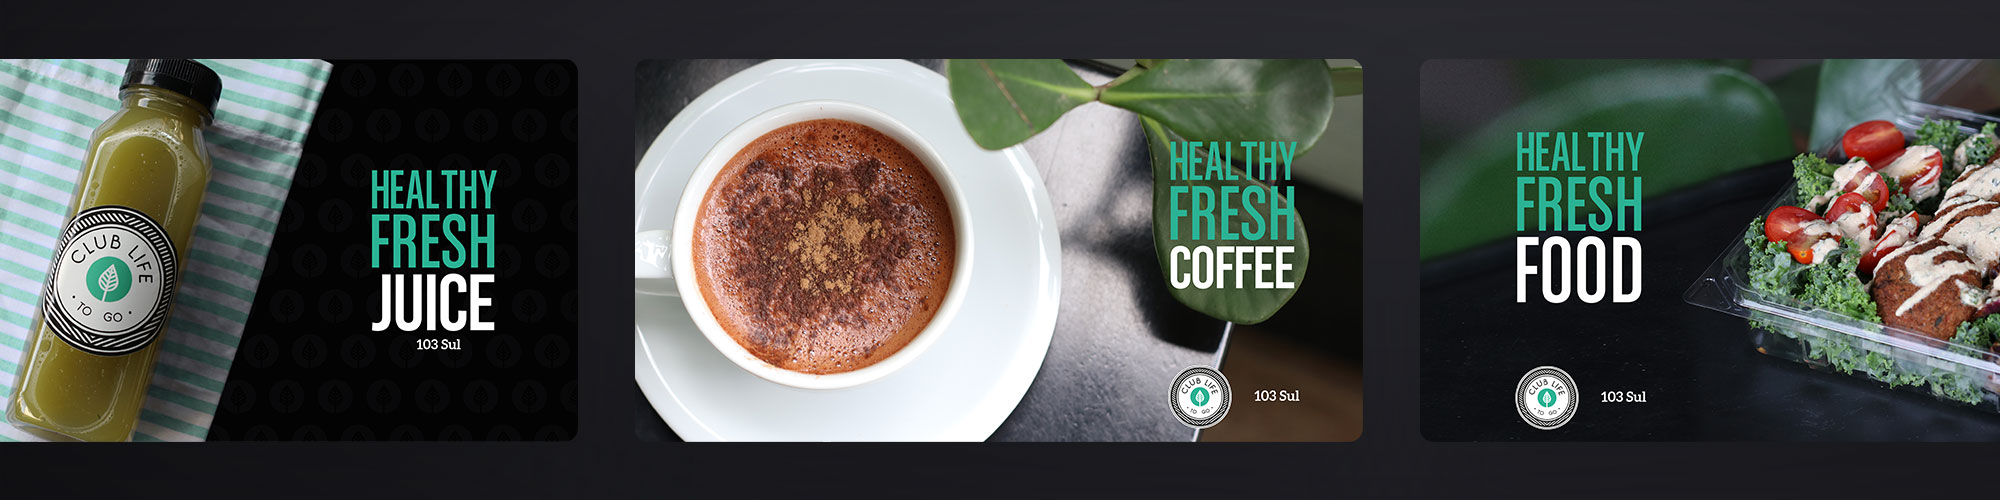 CLUB LIFE
TO GO
HEALTHY
FRESH
JUICE
103 Sul
HEALTHY
FRESH
COFFEE
CLUB LIFE
TO GO
103 Sul
HEALTHY
FRESH
FOOD
CLUB LIFE
TO GO
103 Sul